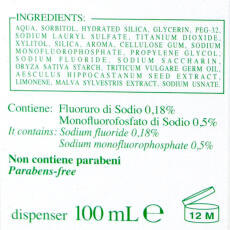 INGREDIENTS:
AQUA, SORBITOL, HYDRATED SILICA, GLYCERIN, PEG-32,
SODIUM LAURYL SULFATE, TITANIUM DIOXIDE,
XYLITOL, SILICA, AROMA, CELLULOSE GUM, SODIUM
MONOFLUOROPHOSPHATE, PROPYLENE GLYCOL,
SODIUM FLUORIDE, SODIUM SACCHARIN,
ORYZA SATIVA STARCH, TRITICUM VULGARE GERM OIL,
AESCULUS HIPPOCASTANUM SEED EXTRACT,
LIMONENE, MALVA SYLVESTRIS EXTRACT, SODIUM USNATE.
Contiene: Fluoruro di Sodio 0,18%
Monofluorofosfato di Sodio 0,5%
It contains: Sodium fluoride 0,18%
Sodium monofluorophosphate 0,5%
Non contiene parabeni
Parabens-free
dispenser 100 mL ℮
12 M